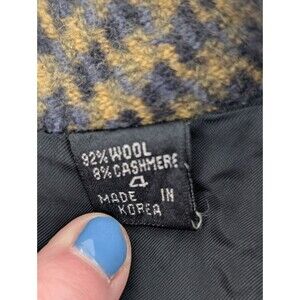 92% WOOL
8% CASHMERE
4
MADE IN
KOREA